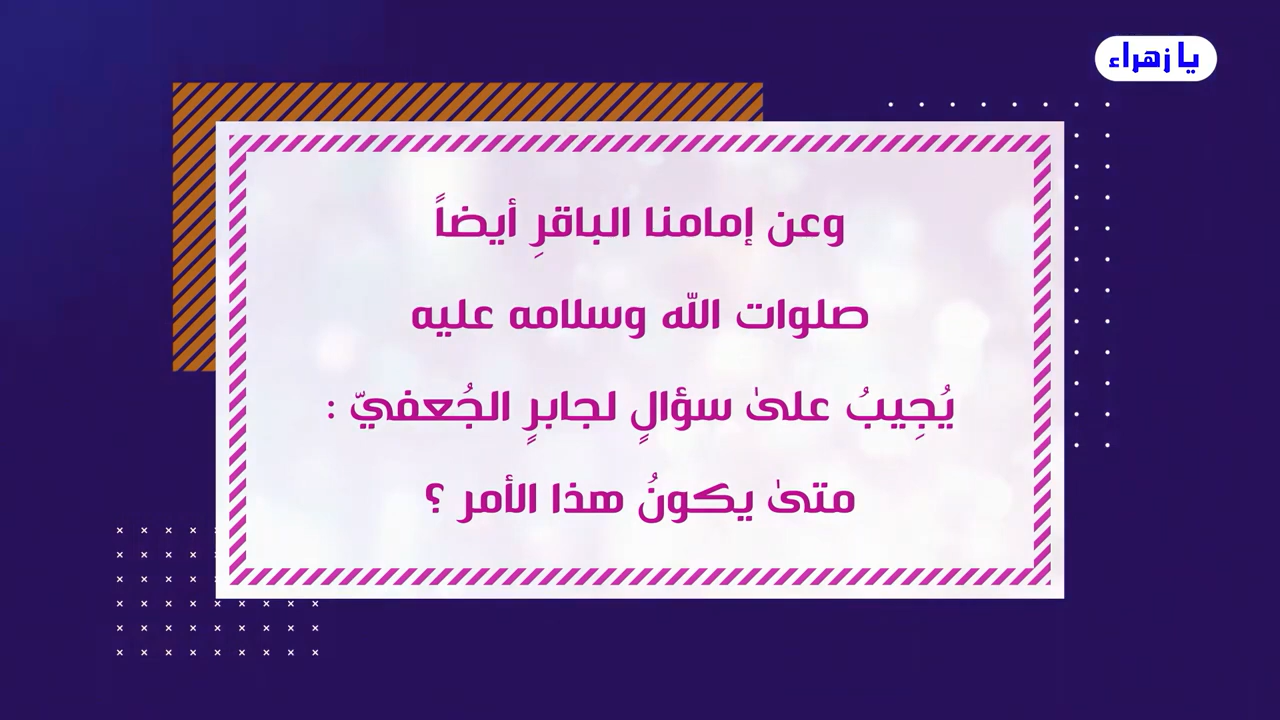 يا زهراء
وعن إمامنا الباقرِ أيضاً
صلوات الله وسلامه عليه
يُجِيبُ علىٰ سؤالٍ لجابرٍ الجُعفيّ :
متىٰ يكونُ هذا الأمر ؟